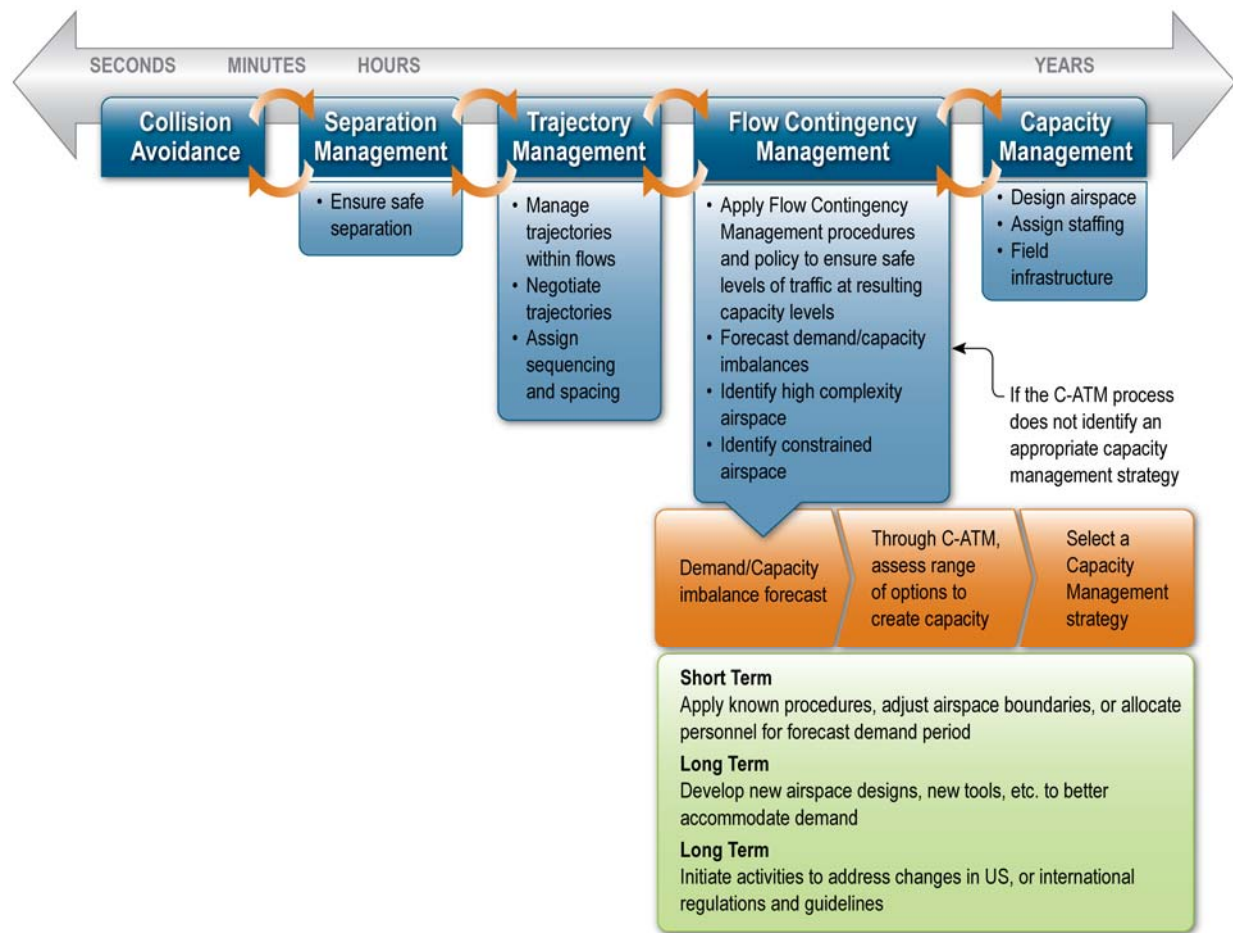 SECONDS MINUTES HOURS YEARS
Collision
Avoidance
Separation
Management
• Ensure safe
separation
Trajectory
Management
• Manage
trajectories
within flows
• Negotiate
trajectories
• Assign
sequencing
and spacing
Flow Contingency
Management
• Apply Flow Contingency
Management procedures
and policy to ensure safe
levels of traffic at resulting
capacity levels
• Forecast demand/capacity
imbalances
• Identify high complexity
airspace
• Identify constrained
airspace
Capacity
Management
• Design airspace
• Assign staffing
• Field
infrastructure
If the C-ATM process
does not identify an
appropriate capacity
management strategy
Demand/Capacity
imbalance forecast
Through C-ATM,
assess range
of options to
create capacity
Select a
Capacity
Management
strategy
Short Term
Apply known procedures, adjust airspace boundaries, or allocate
personnel for forecast demand period
Long Term
Develop new airspace designs, new tools, etc. to better
accommodate demand
Long Term
Initiate activities to address changes in US, or international
regulations and guidelines